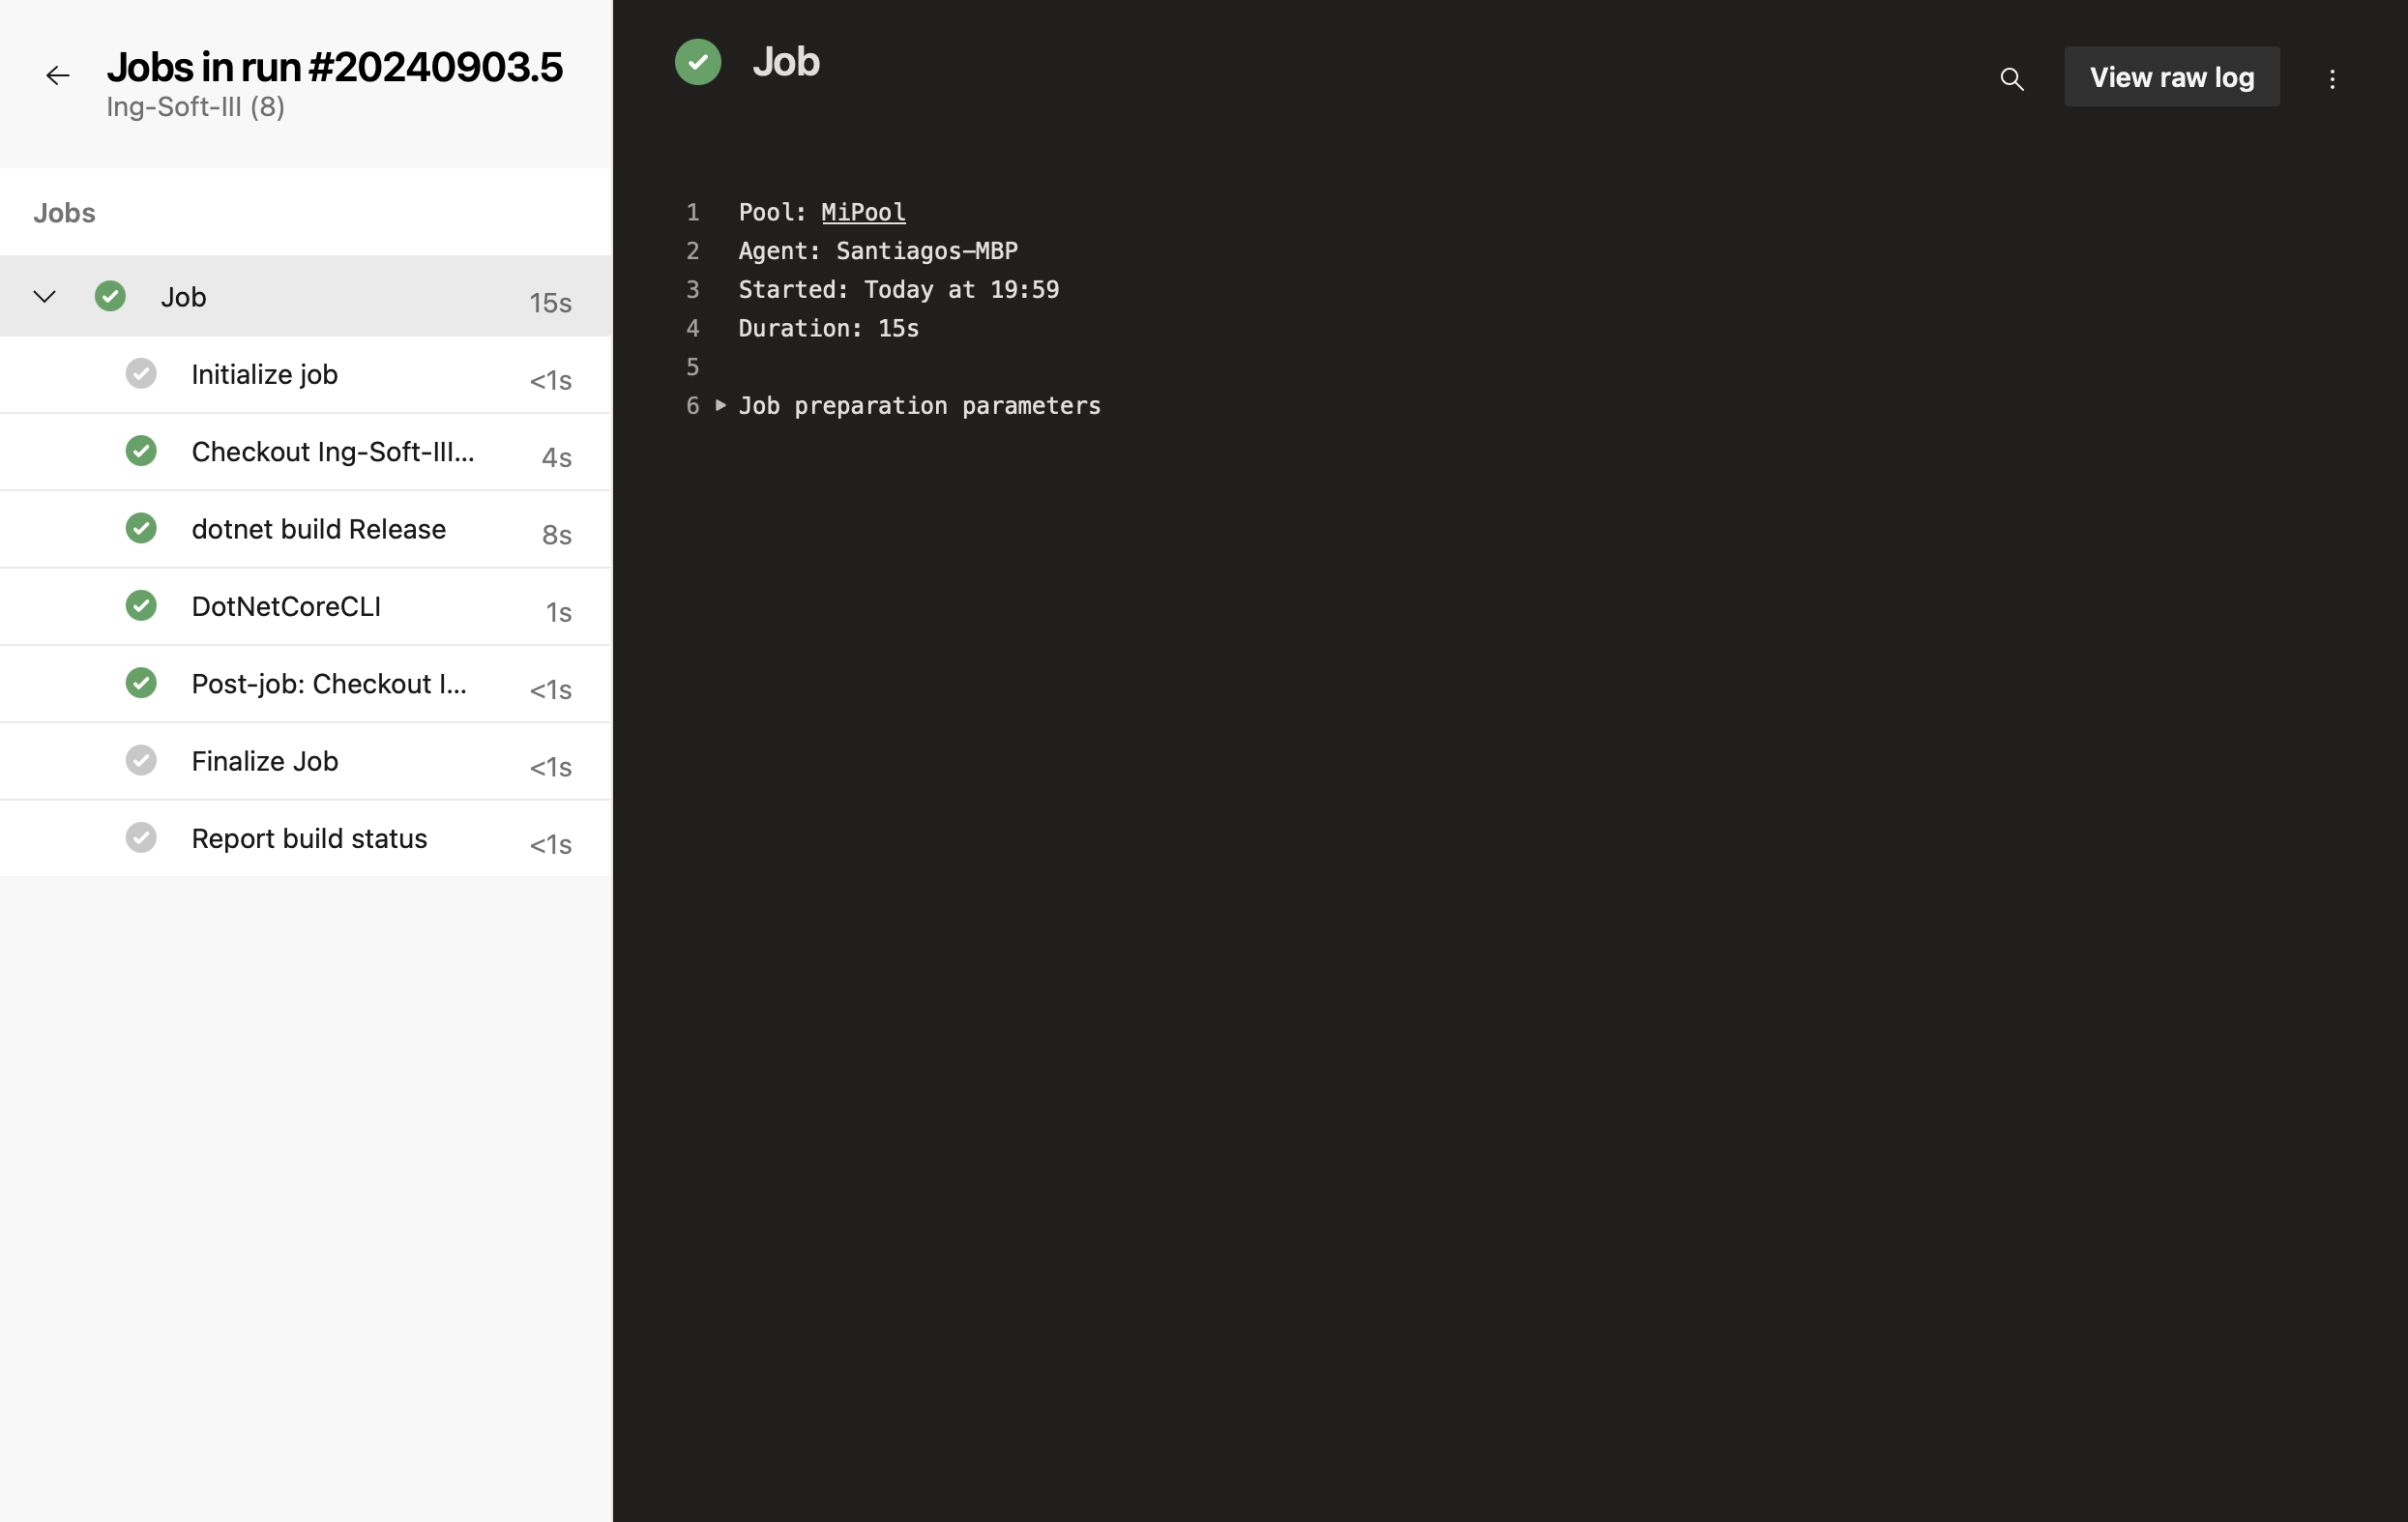 Jobs in run #20240903.5
Ing-Soft-III (8)
Jobs
Job 15s
Initialize job <1s
Checkout Ing-Soft-III... 4s
dotnet build Release 8s
DotNetCoreCLI 1s
Post-job: Checkout I... <1s
Finalize Job <1s
Report build status <1s
Job
View raw log
1 Pool: MiPool
2 Agent: Santiagos-MBP
3 Started: Today at 19:59
4 Duration: 15s
5
6 Job preparation parameters